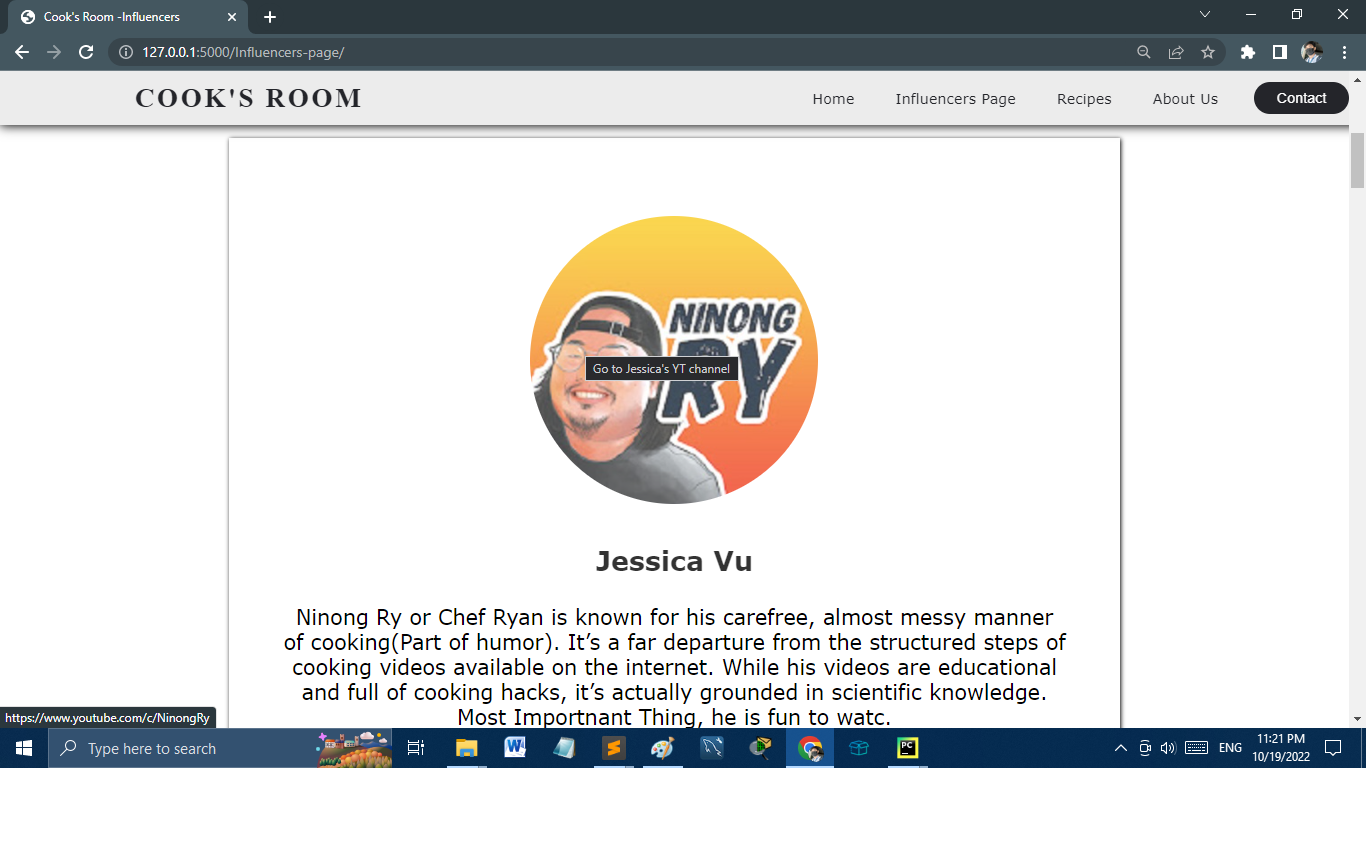 Cook's Room -Influencers
127.0.0.1:5000/Influencers-page/
COOK'S ROOM
Home
Influencers Page
Recipes
About Us
Contact
NINONG
RY
Go to Jessica's YT channel
Jessica Vu
Ninong Ry or Chef Ryan is known for his carefree, almost messy manner
of cooking(Part of humor). It’s a far departure from the structured steps of
cooking videos available on the internet. While his videos are educational
and full of cooking hacks, it’s actually grounded in scientific knowledge.
Most Importnant Thing, he is fun to watc.
https://www.youtube.com/c/NinongRy
Type here to search
W
PC
ENG
11:21 PM
10/19/2022